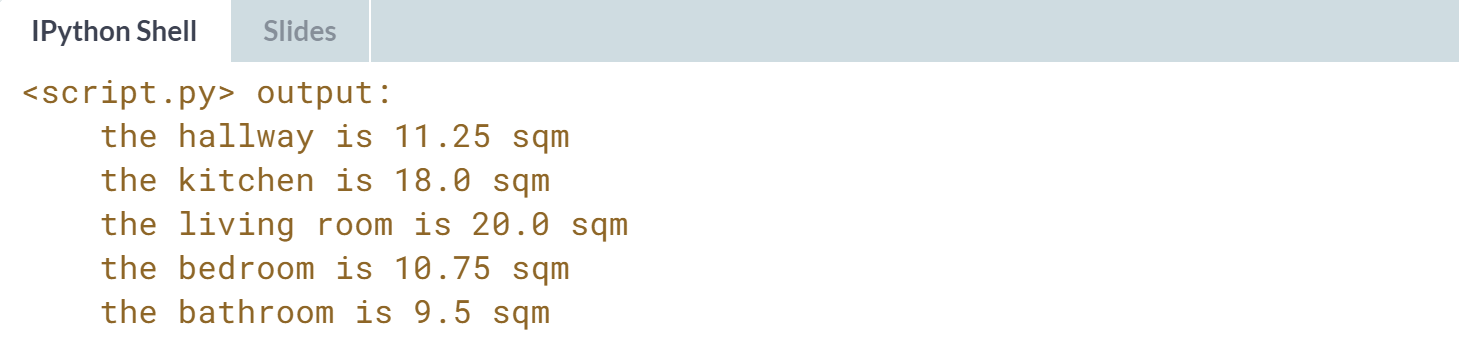 IPython Shell Slides
<script.py> output:
the hallway is 11.25 sqm
the kitchen is 18.0 sqm
the living room is 20.0 sqm
the bedroom is 10.75 sqm
the bathroom is 9.5 sqm